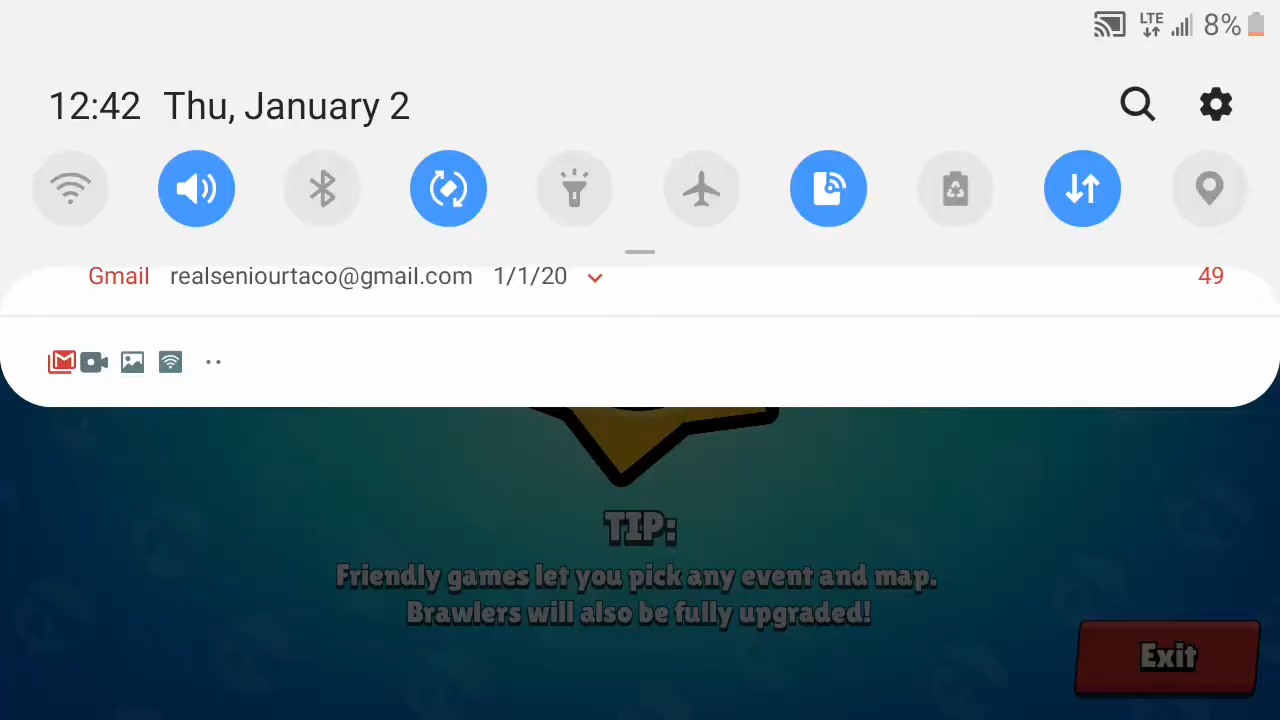 LTE 8%
12:42 Thu, January 2
Gmail realseniourtaco@gmail.com 1/1/20 49
TIP:
Friendly games let you pick any event and map.
Brawlers will also be fully upgraded!
Exit